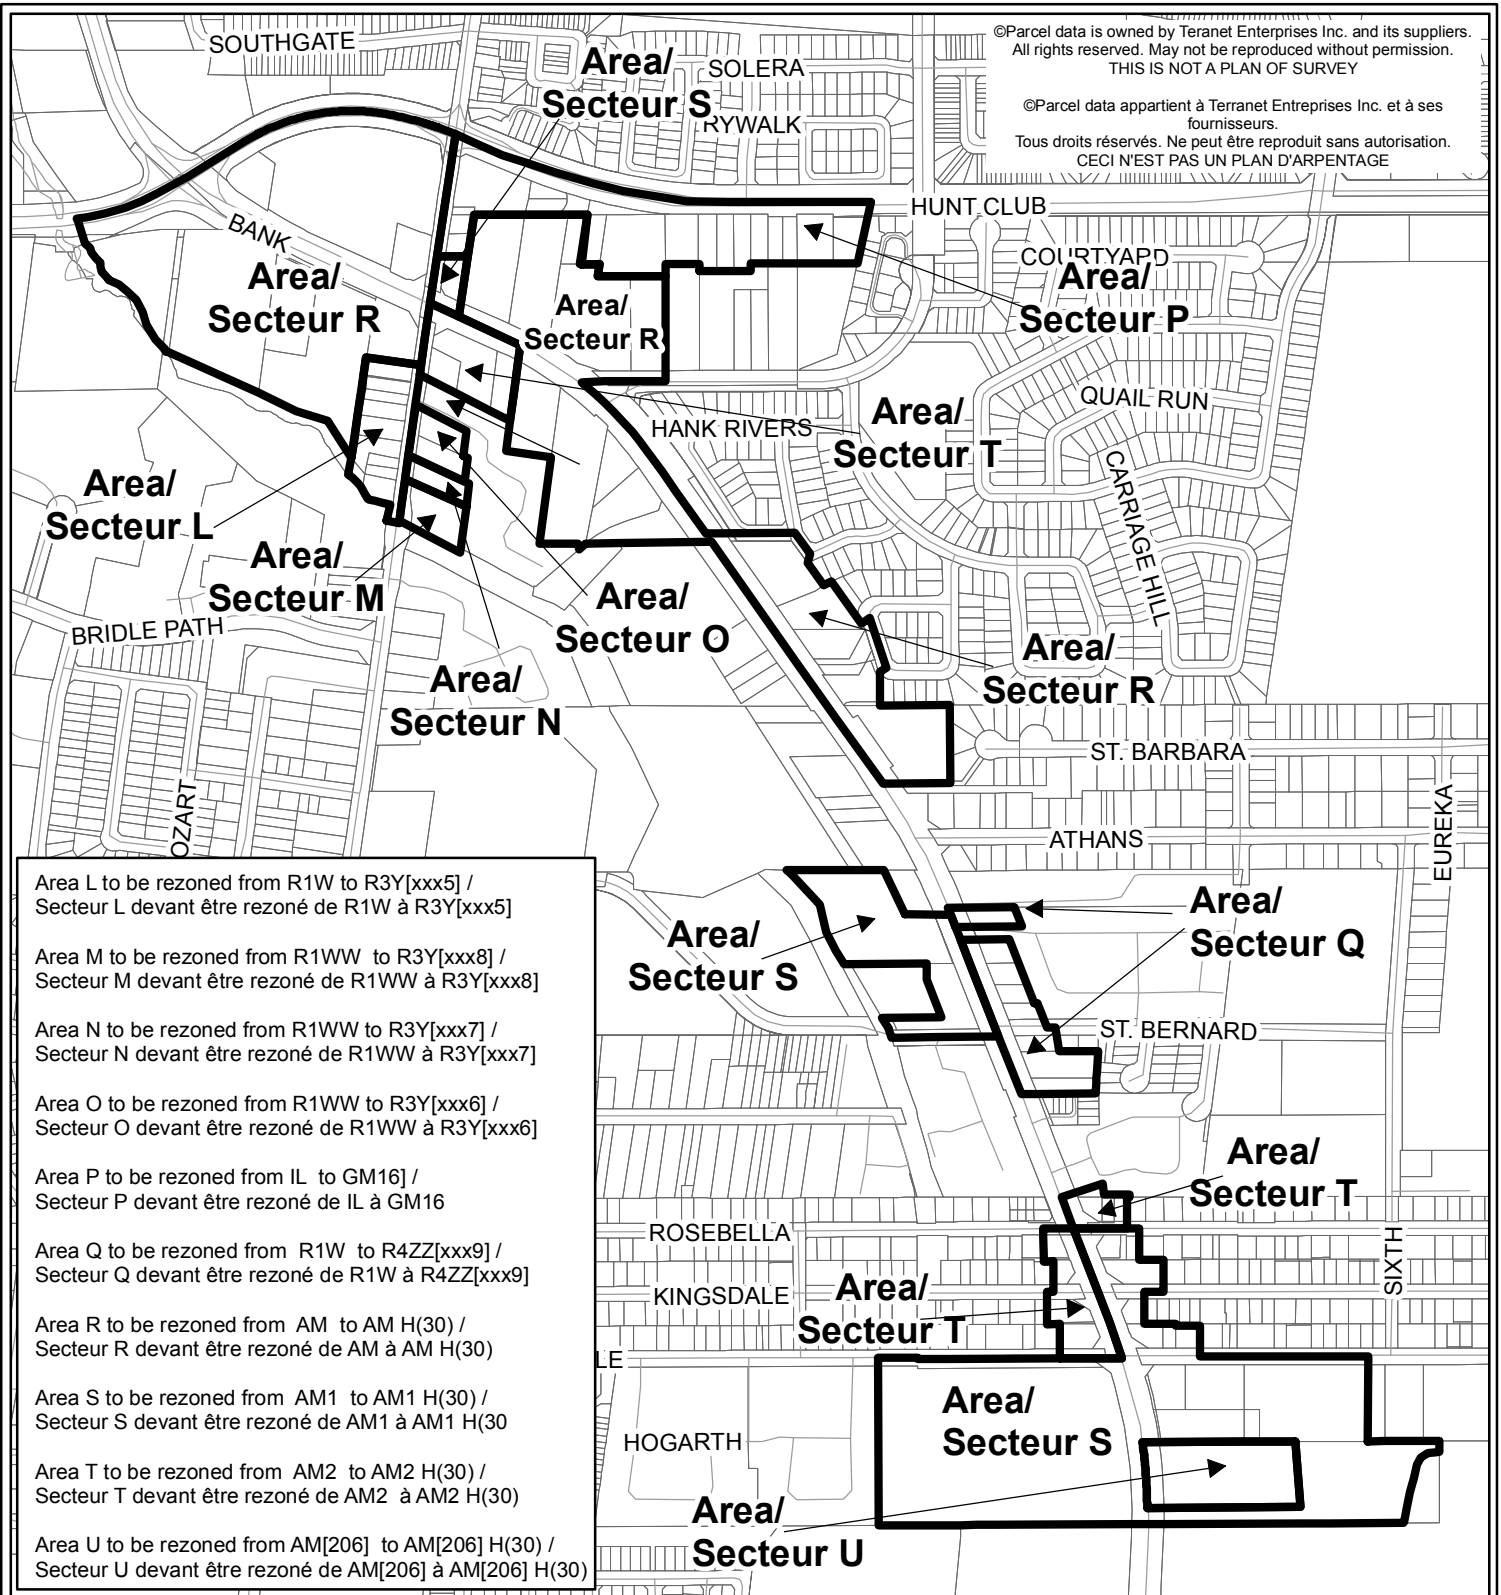 ©Parcel data is owned by Teranet Enterprises Inc. and its suppliers.
All rights reserved. May not be reproduced without permission.
THIS IS NOT A PLAN OF SURVEY
©Parcel data appartient à Terranet Entreprises Inc. et à ses
fournisseurs.
Tous droits réservés. Ne peut être reproduit sans autorisation.
CECI N'EST PAS UN PLAN D'ARPENTAGE
SOUTHGATE
Area/
Secteur S
SOLERA
RYWALK
HUNT CLUB
BANK
COURTYARD
Area/
Secteur R
Area/
Secteur R
Area/
Secteur P
QUAIL RUN
HANK RIVERS
Area/
Secteur T
CARRIAGE HILL
Area/
Secteur L
Area/
Secteur M
Area/
Secteur O
BRIDLE PATH
Area/
Secteur N
Area/
Secteur R
ST. BARBARA
OZART
ATHANS
EUREKA
Area/
Secteur S
Area/
Secteur Q
ST. BERNARD
Area/
Secteur T
ROSEBELLA
SIXTH
KINGSDALE
Area/
Secteur T
LE
Area/
Secteur S
HOGARTH
Area/
Secteur U
Area L to be rezoned from R1W to R3Y[xxx5] /
Secteur L devant être rezoné de R1W à R3Y[xxx5]
Area M to be rezoned from R1WW to R3Y[xxx8] /
Secteur M devant être rezoné de R1WW à R3Y[xxx8]
Area N to be rezoned from R1WW to R3Y[xxx7] /
Secteur N devant être rezoné de R1WW à R3Y[xxx7]
Area O to be rezoned from R1WW to R3Y[xxx6] /
Secteur O devant être rezoné de R1WW à R3Y[xxx6]
Area P to be rezoned from IL to GM16] /
Secteur P devant être rezoné de IL à GM16
Area Q to be rezoned from R1W to R4ZZ[xxx9] /
Secteur Q devant être rezoné de R1W à R4ZZ[xxx9]
Area R to be rezoned from AM to AM H(30) /
Secteur R devant être rezoné de AM à AM H(30)
Area S to be rezoned from AM1 to AM1 H(30) /
Secteur S devant être rezoné de AM1 à AM1 H(30
Area T to be rezoned from AM2 to AM2 H(30) /
Secteur T devant être rezoné de AM2 à AM2 H(30)
Area U to be rezoned from AM[206] to AM[206] H(30) /
Secteur U devant être rezoné de AM[206] à AM[206] H(30)